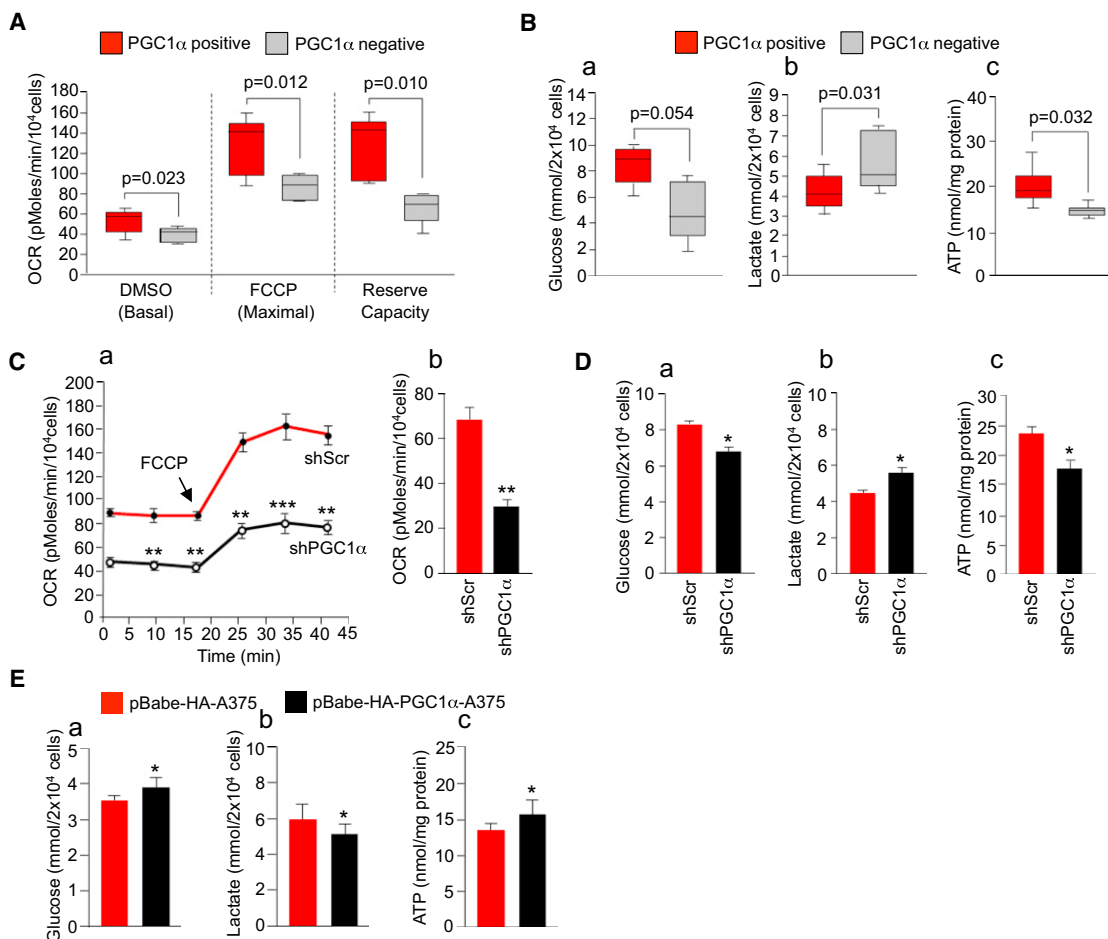 A
PGC1α positive PGC1α negative
OCR (pMoles/min/10⁴cells)
180
160
140
120
100
80
60
40
20
0
p=0.023
p=0.012
p=0.010
DMSO
(Basal)
FCCP
(Maximal)
Reserve
Capacity
B
PGC1α positive PGC1α negative
a
Glucose (mmol/2x10⁴ cells)
14
12
10
8
6
4
2
0
p=0.054
b
Lactate (mmol/2x10⁴ cells)
9
8
7
6
5
4
3
2
1
0
p=0.031
c
ATP (nmol/mg protein)
40
30
20
10
0
p=0.032
C
a
OCR (pMoles/min/10⁴cells)
200
180
160
140
120
100
80
60
40
20
0
FCCP
shScr
** ** ** *** **
shPGC1α
0 5 10 15 20 25 30 35 40 45
Time (min)
b
OCR (pMoles/min/10⁴cells)
80
60
40
20
0
**
shScr
shPGC1α
D
a
Glucose (mmol/2x10⁴ cells)
10
8
6
4
2
0
*
shScr
shPGC1α
b
Lactate (mmol/2x10⁴ cells)
10
8
6
4
2
0
*
shScr
shPGC1α
c
ATP (nmol/mg protein)
30
25
20
15
10
5
0
*
shScr
shPGC1α
E
pBabe-HA-A375 pBabe-HA-PGC1α-A375
a
Glucose (mmol/2x10⁴ cells)
5
4
3
2
1
0
*
b
Lactate (mmol/2x10⁴ cells)
10
8
6
4
2
0
*
c
ATP (nmol/mg protein)
25
20
15
10
5
0
*